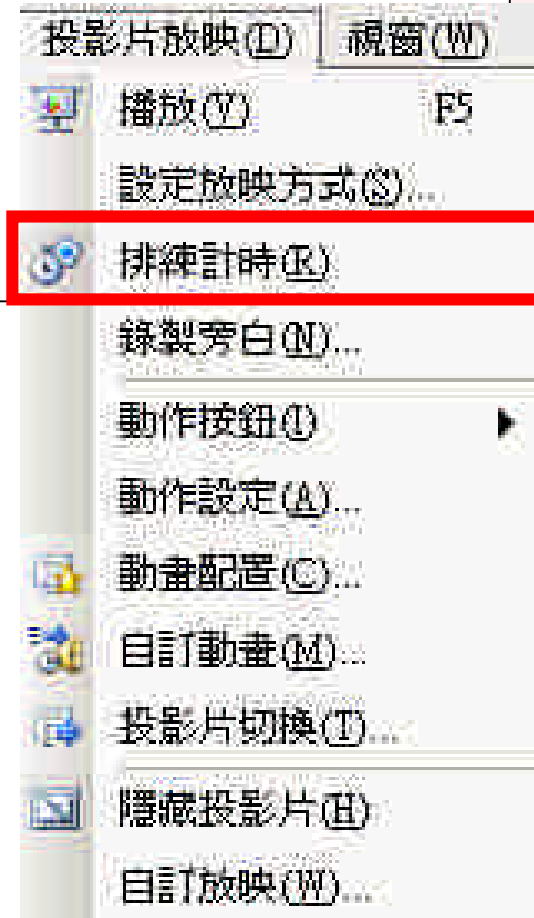 投影片放映(D) 視窗(W)
播放(V) F5
設定放映方式(S)...
排練計時(R)
錄製旁白(N)...
動作按鈕(I)
動作設定(A)...
動畫配置(C)...
自訂動畫(M)...
投影片切換(T)...
隱藏投影片(H)
自訂放映(W)...